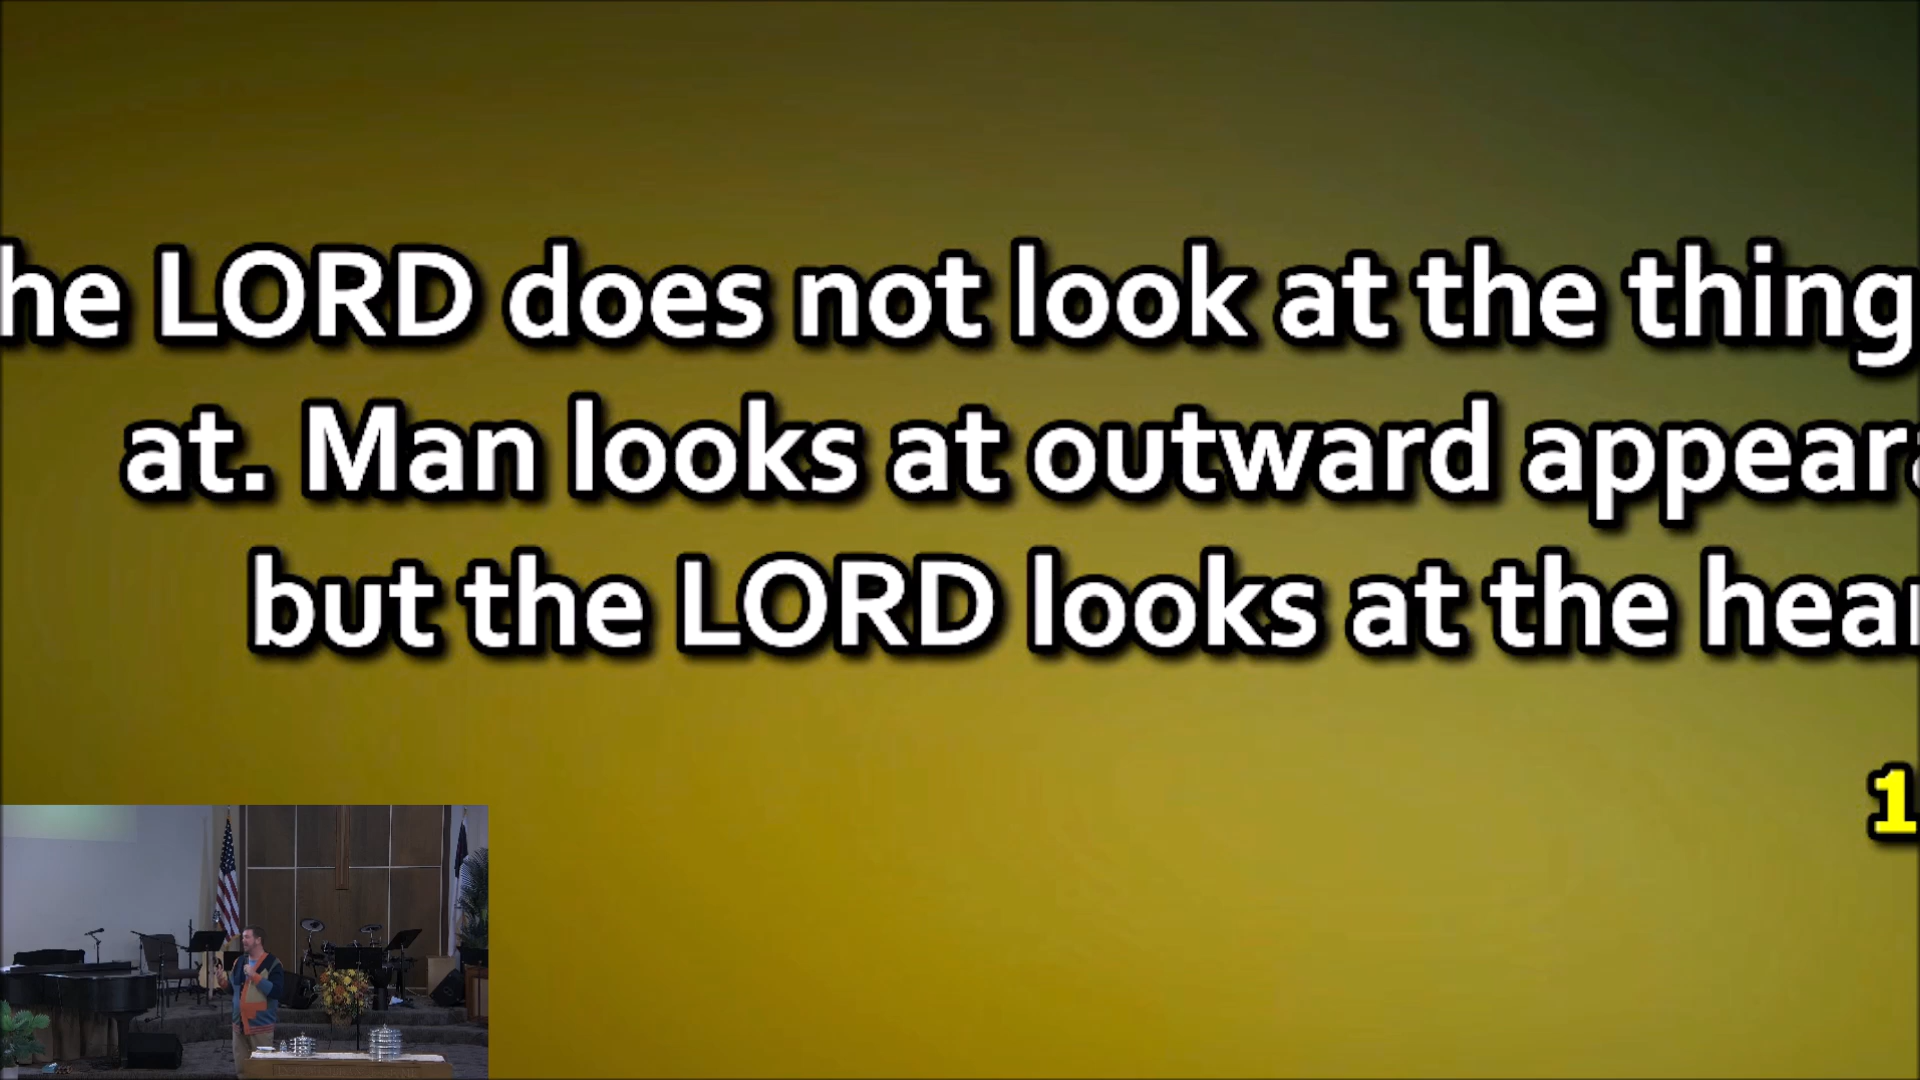 he LORD does not look at the thing
at. Man looks at outward appeara
but the LORD looks at the hear
1